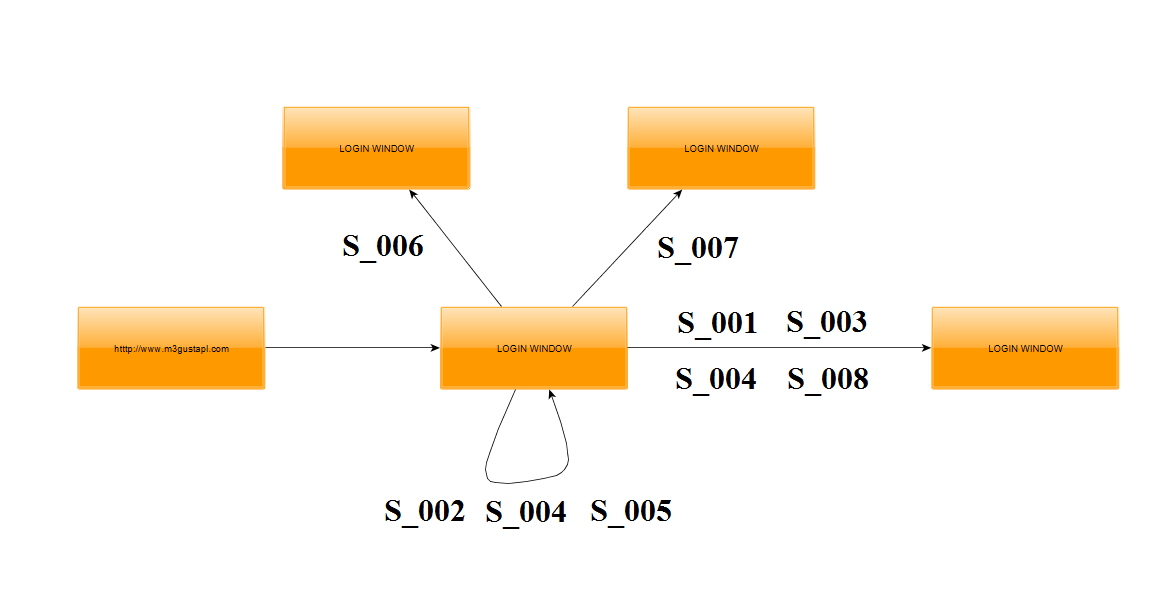 LOGIN WINDOW
LOGIN WINDOW
S_006
S_007
S_001 S_003
htttp://www.m3gustapl.com
LOGIN WINDOW
LOGIN WINDOW
S_004 S_008
S_002 S_004 S_005